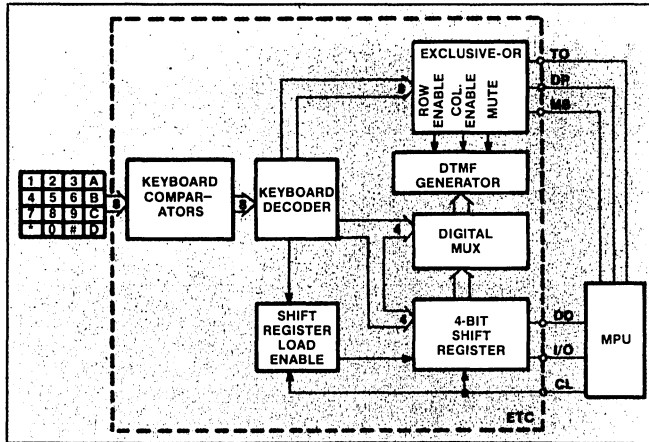 EXCLUSIVE-OR
ROW ENABLE
COL. ENABLE
MUTE
TO
DP
MS
8
DTMF
GENERATOR
1 2 3 A
4 5 6 B
7 8 9 C
* 0 # D
8
KEYBOARD
COMPAR-
ATORS
8
KEYBOARD
DECODER
4
DIGITAL
MUX
SHIFT
REGISTER
LOAD
ENABLE
4
4-BIT
SHIFT
REGISTER
DD
I/O
CL
MPU
ETC